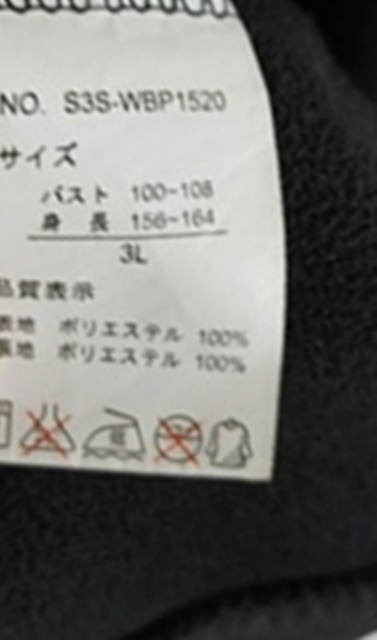 NO. S3S-WBP1520
サイズ
バスト 100~108
身 長 156~164
3L
品質表示
表地 ポリエステル 100%
裏地 ポリエステル 100%